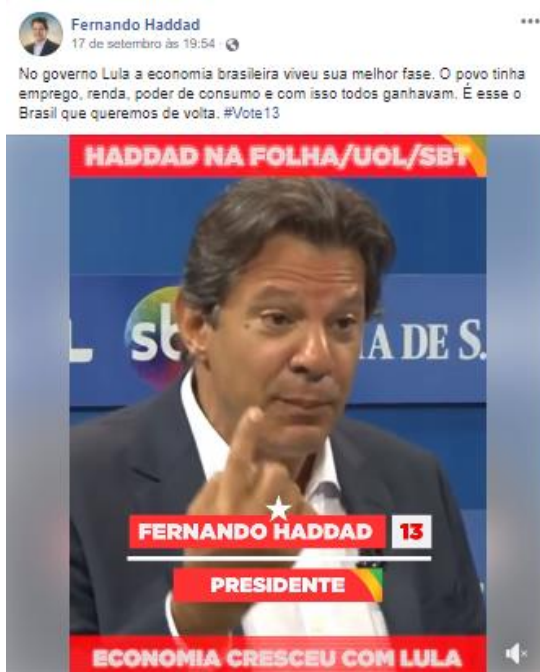 Fernando Haddad
17 de setembro às 19:54 ·
No governo Lula a economia brasileira viveu sua melhor fase. O povo tinha
emprego, renda, poder de consumo e com isso todos ganhavam. É esse o
Brasil que queremos de volta. #Vote13
HADDAD NA FOLHA/UOL/SBT
L sb A DE S.
FERNANDO HADDAD 13
PRESIDENTE
ECONOMIA CRESCEU COM LULA